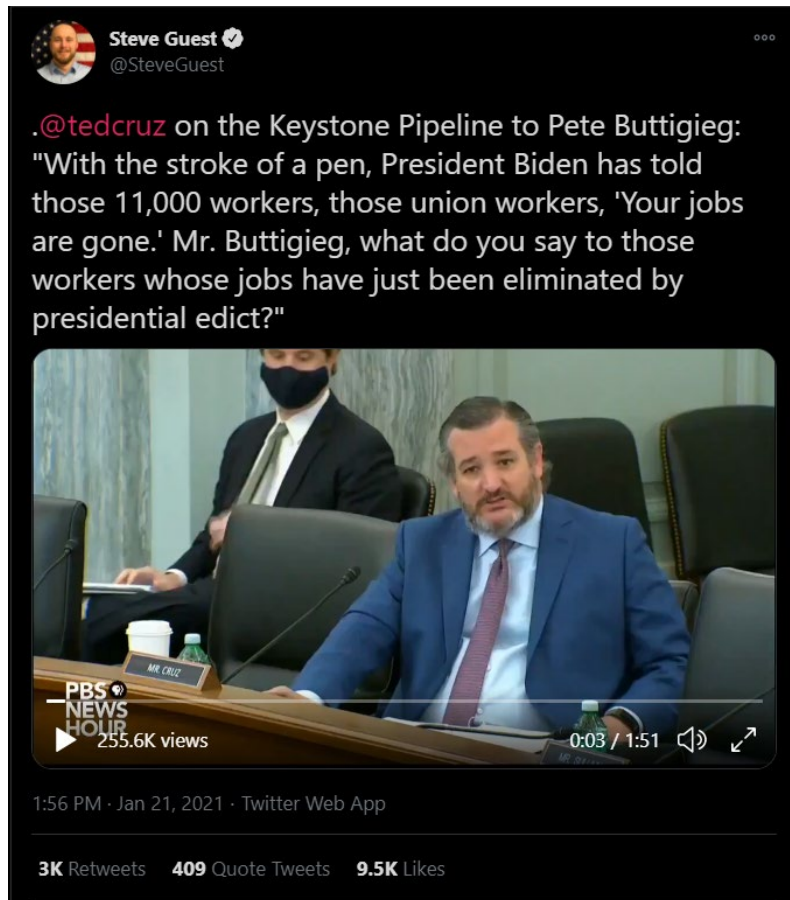 Steve Guest
@SteveGuest
.@tedcruz on the Keystone Pipeline to Pete Buttigieg:
"With the stroke of a pen, President Biden has told
those 11,000 workers, those union workers, 'Your jobs
are gone.' Mr. Buttigieg, what do you say to those
workers whose jobs have just been eliminated by
presidential edict?"
MR. CRUZ
PBS
NEWS
HOUR
255.6K views
0:03 / 1:51
1:56 PM · Jan 21, 2021 · Twitter Web App
3K Retweets 409 Quote Tweets 9.5K Likes